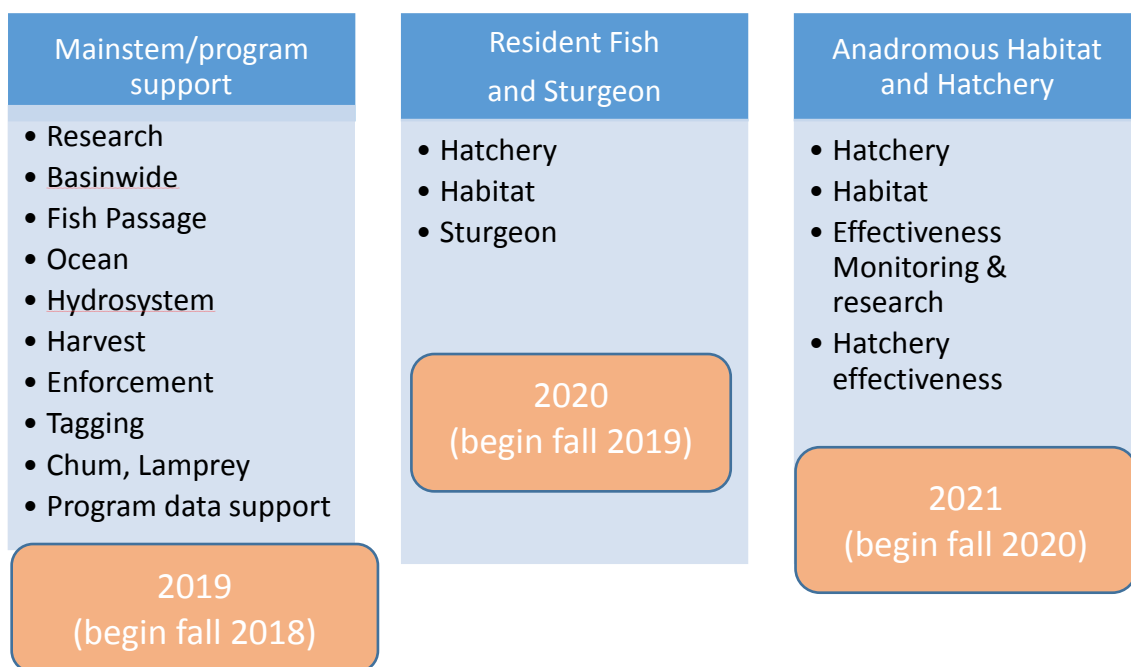 Mainstem/program
support
• Research
• Basinwide
• Fish Passage
• Ocean
• Hydrosystem
• Harvest
• Enforcement
• Tagging
• Chum, Lamprey
• Program data support
2019
(begin fall 2018)
Resident Fish
and Sturgeon
• Hatchery
• Habitat
• Sturgeon
2020
(begin fall 2019)
Anadromous Habitat
and Hatchery
• Hatchery
• Habitat
• Effectiveness
Monitoring &
research
• Hatchery
effectiveness
2021
(begin fall 2020)